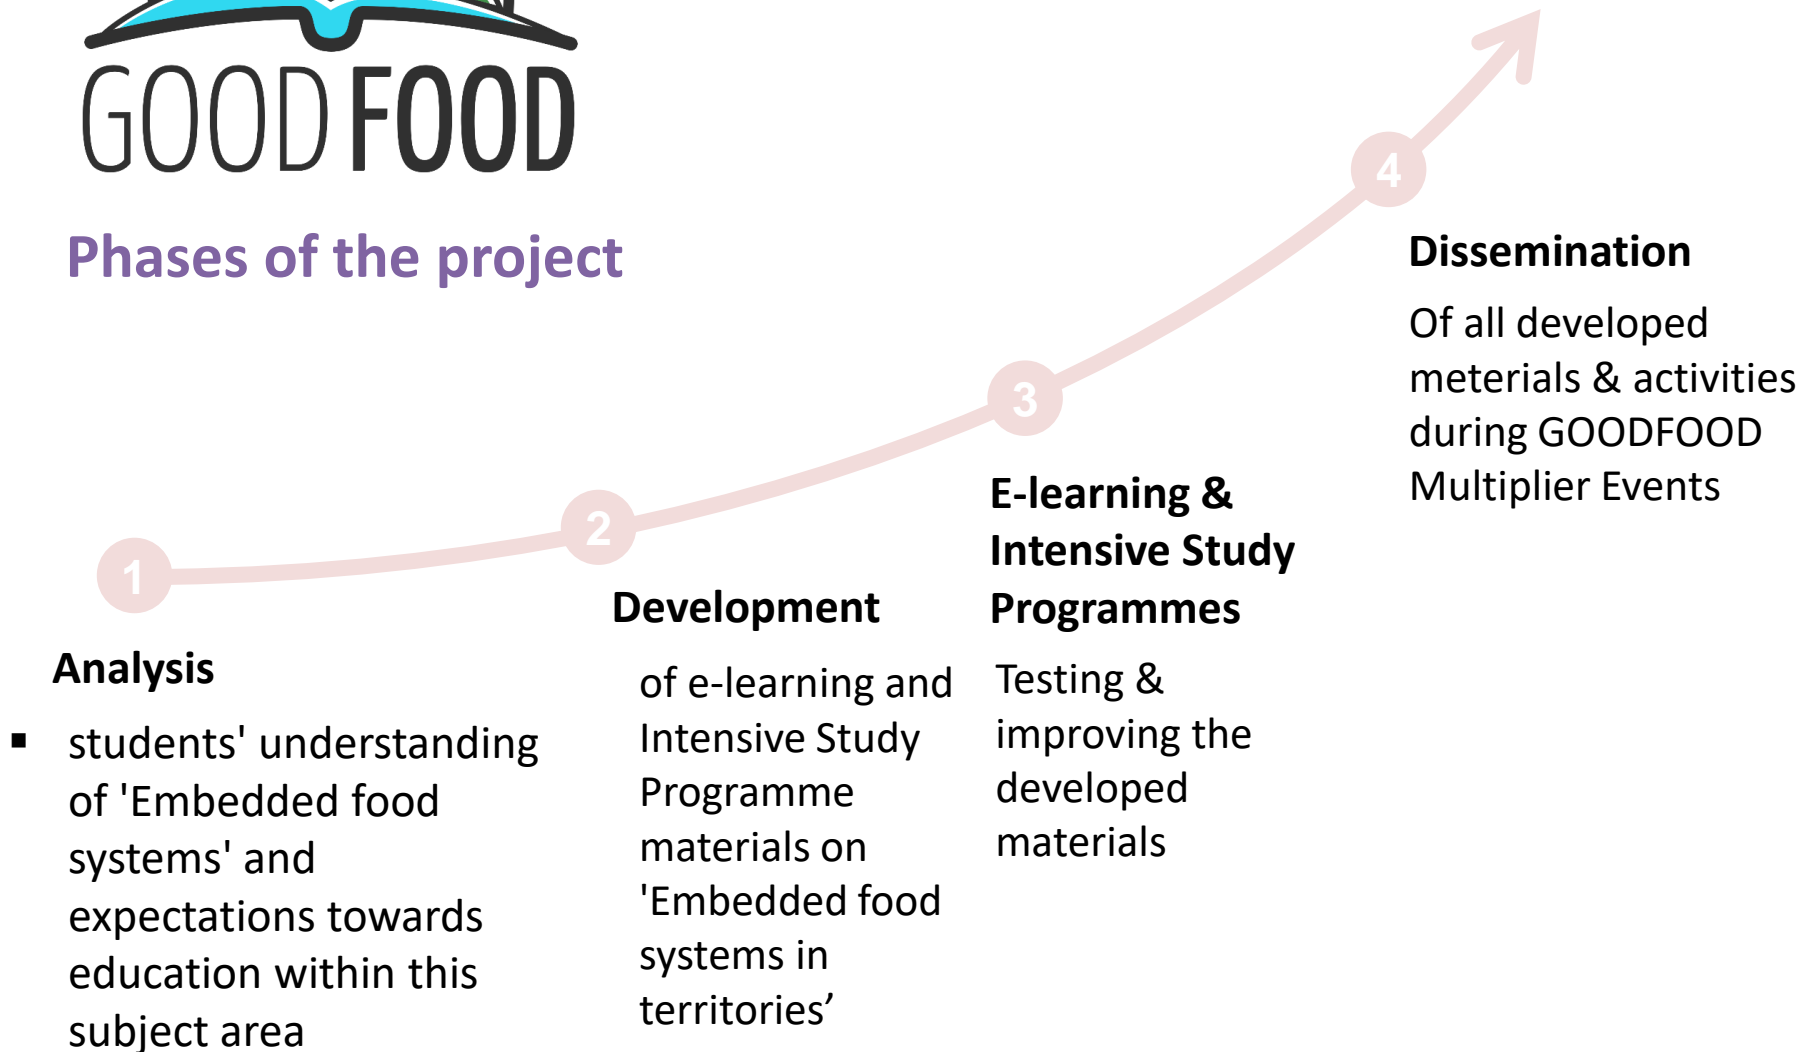 GOOD FOOD
Phases of the project
1
Analysis
▪ students' understanding
of 'Embedded food
systems' and
expectations towards
education within this
subject area
2
Development
of e-learning and
Intensive Study
Programme
materials on
'Embedded food
systems in
territories’
3
E-learning &
Intensive Study
Programmes
Testing &
improving the
developed
materials
4
Dissemination
Of all developed
meterials & activities
during GOODFOOD
Multiplier Events